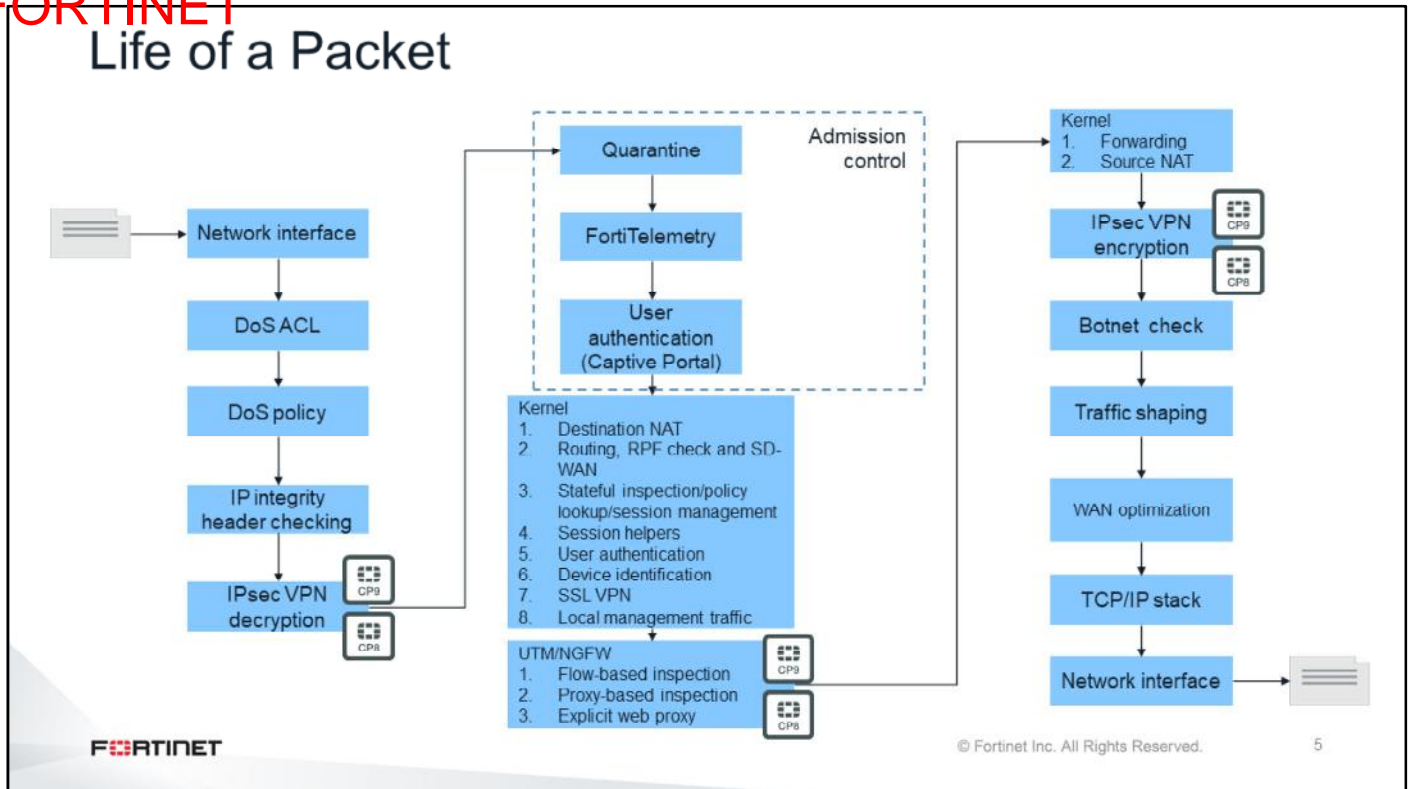 FORTINET
Life of a Packet
Network interface
DoS ACL
DoS policy
IP integrity
header checking
IPsec VPN
decryption
CP9
CP8
Admission
control
Quarantine
FortiTelemetry
User
authentication
(Captive Portal)
Kernel
1. Destination NAT
2. Routing, RPF check and SD-
WAN
3. Stateful inspection/policy
lookup/session management
4. Session helpers
5. User authentication
6. Device identification
7. SSL VPN
8. Local management traffic
UTM/NGFW
1. Flow-based inspection
2. Proxy-based inspection
3. Explicit web proxy
CP9
CP8
Kernel
1. Forwarding
2. Source NAT
IPsec VPN
encryption
CP9
CP8
Botnet check
Traffic shaping
WAN optimization
TCP/IP stack
Network interface
FORTINET
© Fortinet Inc. All Rights Reserved.
5